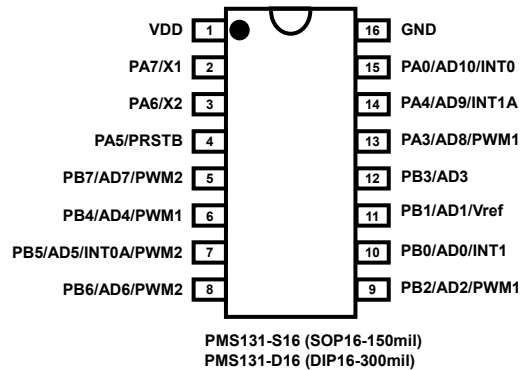 VDD 1 16 GND
PA7/X1 2 15 PA0/AD10/INT0
PA6/X2 3 14 PA4/AD9/INT1A
PA5/PRSTB 4 13 PA3/AD8/PWM1
PB7/AD7/PWM2 5 12 PB3/AD3
PB4/AD4/PWM1 6 11 PB1/AD1/Vref
PB5/AD5/INT0A/PWM2 7 10 PB0/AD0/INT1
PB6/AD6/PWM2 8 9 PB2/AD2/PWM1
PMS131-S16 (SOP16-150mil)
PMS131-D16 (DIP16-300mil)